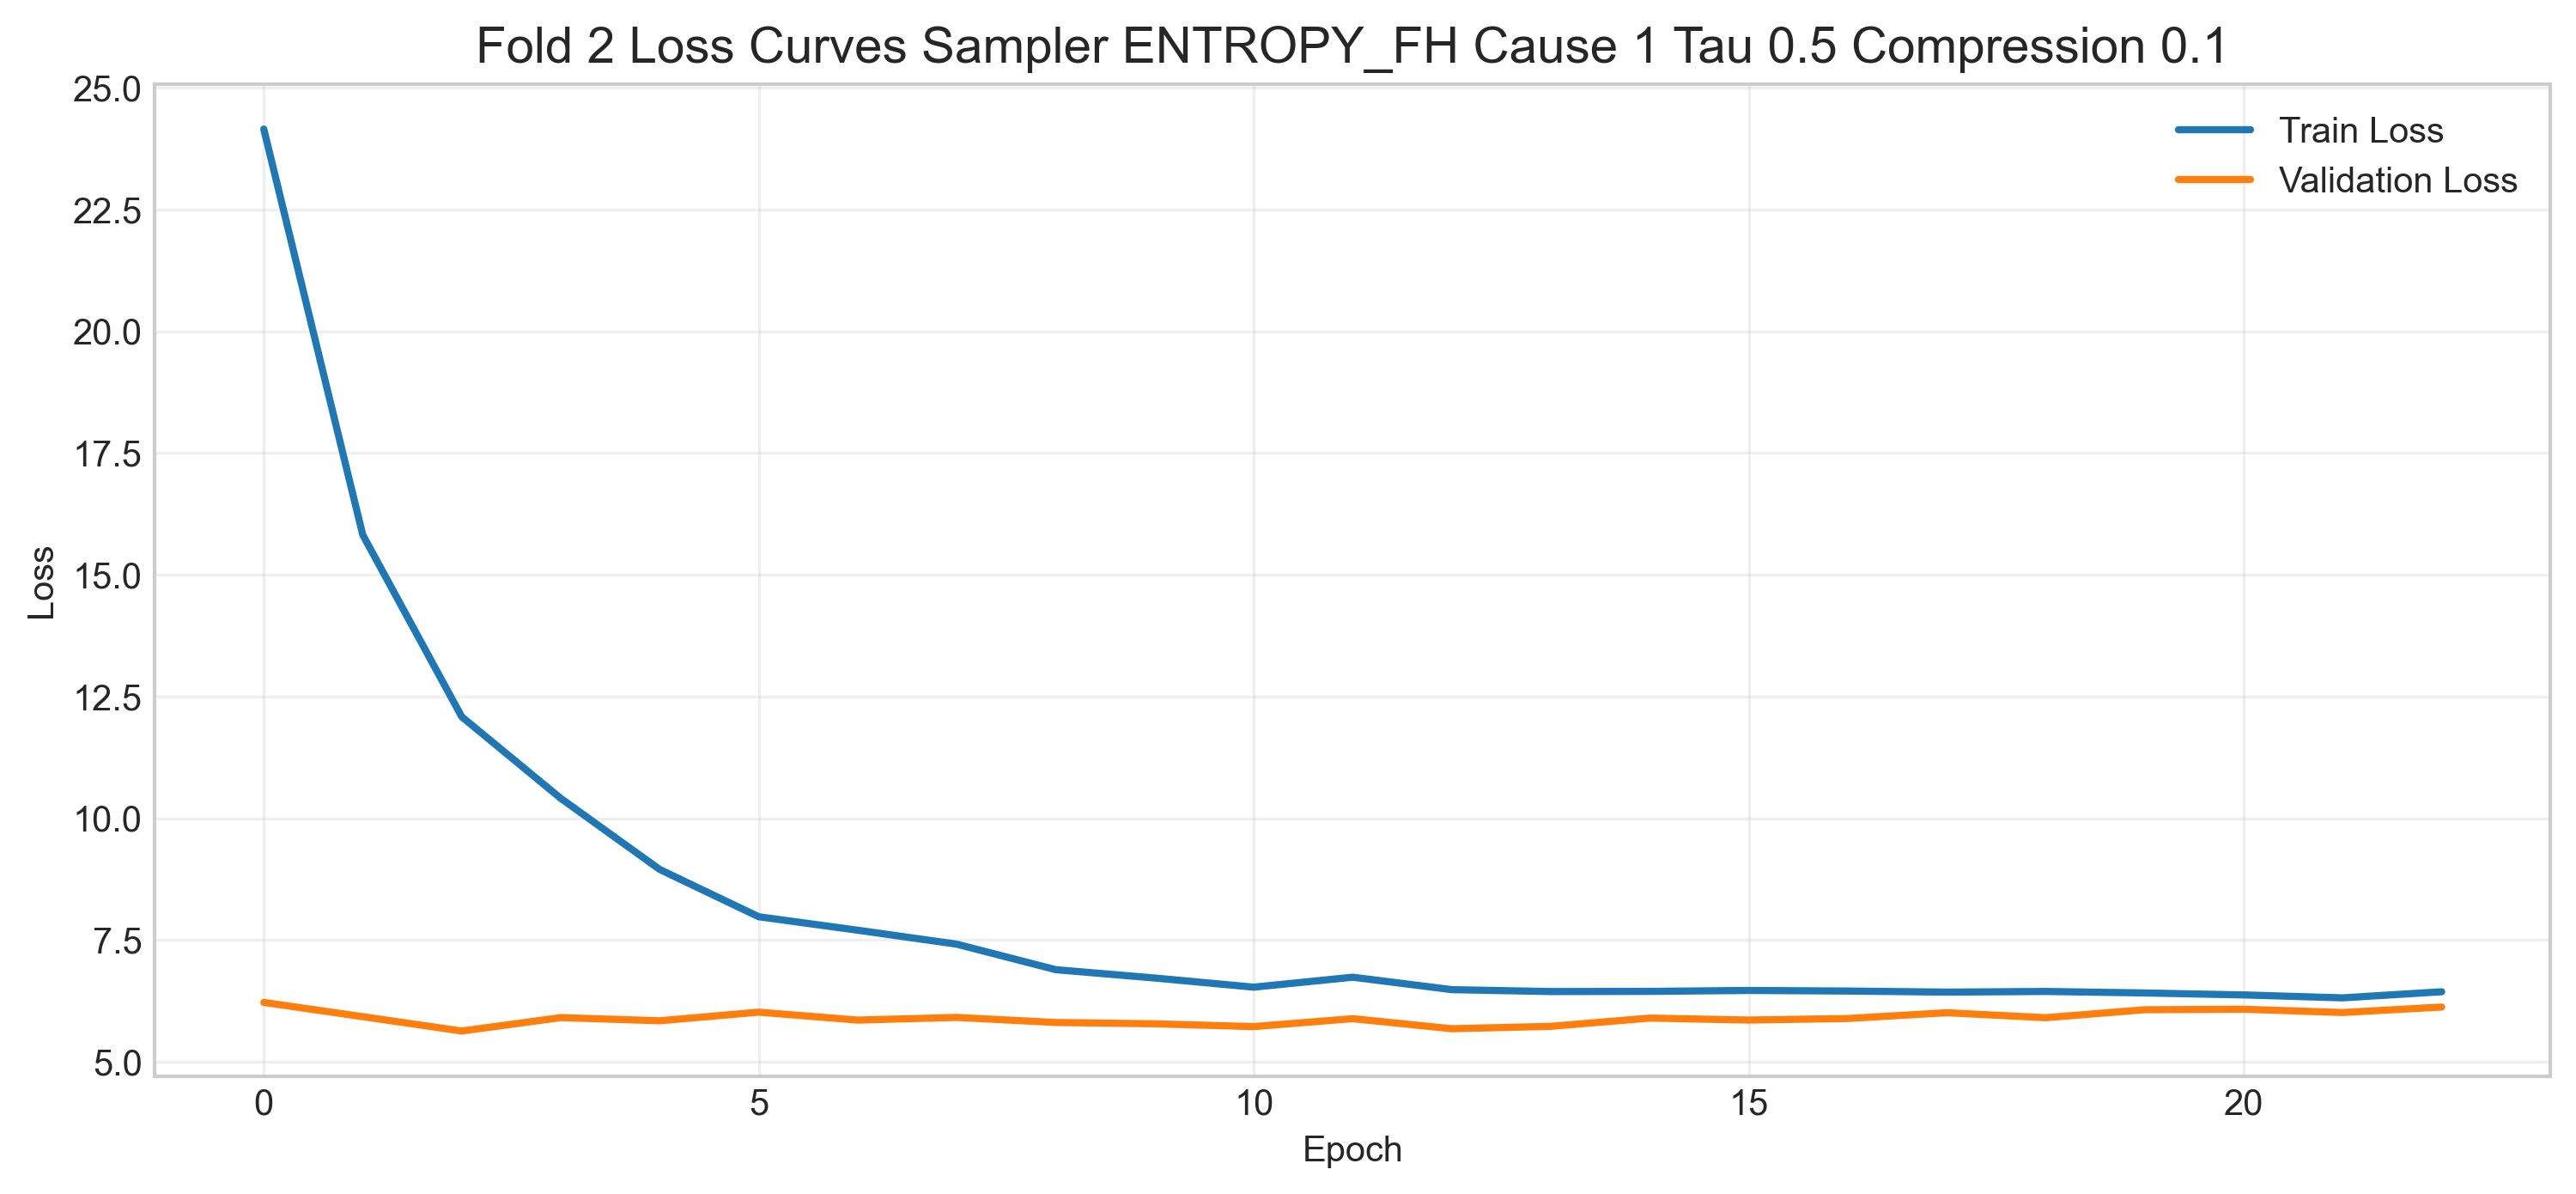 Fold 2 Loss Curves Sampler ENTROPY_FH Cause 1 Tau 0.5 Compression 0.1
25.0
22.5
20.0
17.5
15.0
12.5
10.0
7.5
5.0
Loss
Train Loss
Validation Loss
0 5 10 15 20
Epoch